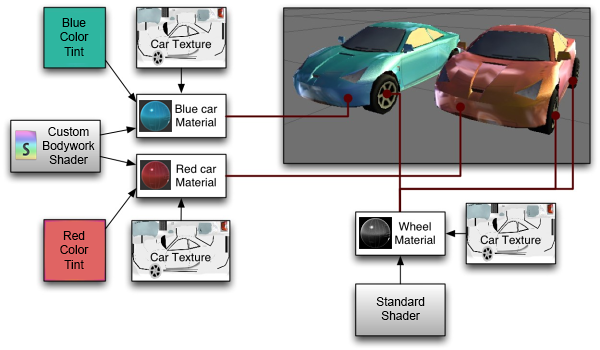 Blue
Color
Tint
Car Texture
Blue car
Material
Custom
Bodywork
Shader
S
Red car
Material
Red
Color
Tint
Car Texture
Wheel
Material
Car Texture
Standard
Shader